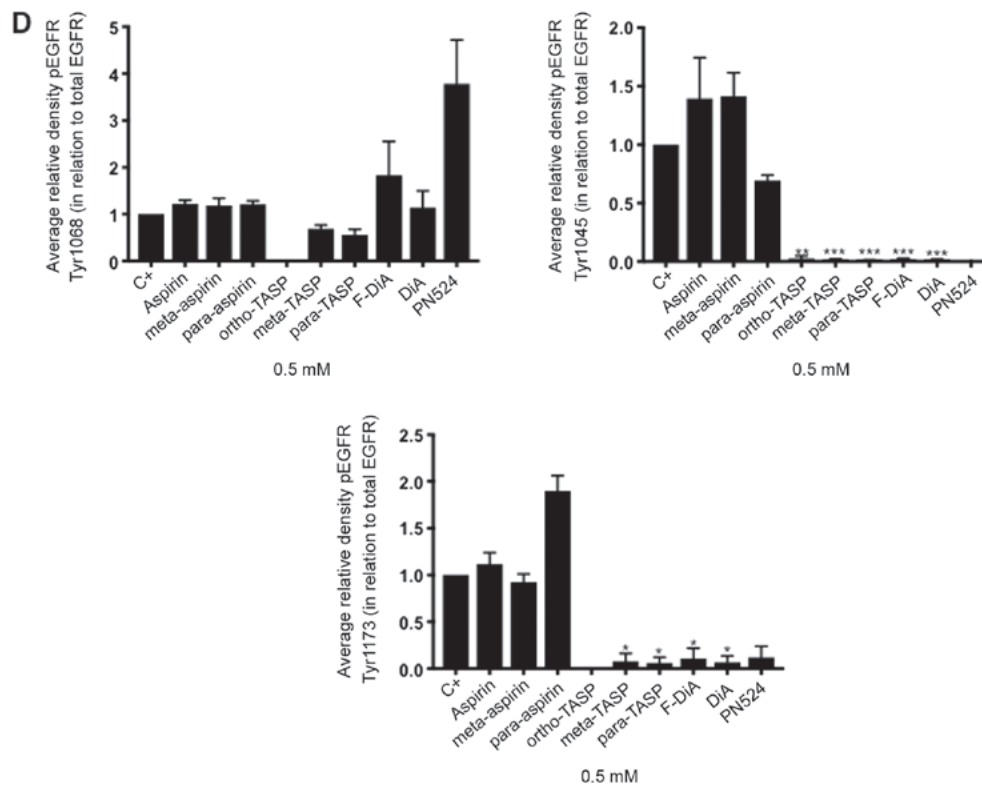 D
Average relative density pEGFR
Tyr1068 (in relation to total EGFR)
5
4
3
2
1
0
C+
Aspirin
meta-aspirin
para-aspirin
ortho-TASP
meta-TASP
para-TASP
F-DiA
DiA
PN524
0.5 mM
Average relative density pEGFR
Tyr1045 (in relation to total EGFR)
2.0
1.5
1.0
0.5
0.0
** *** *** *** ***
C+
Aspirin
meta-aspirin
para-aspirin
ortho-TASP
meta-TASP
para-TASP
F-DiA
DiA
PN524
0.5 mM
Average relative density pEGFR
Tyr1173 (in relation to total EGFR)
2.5
2.0
1.5
1.0
0.5
0.0
* * * *
C+
Aspirin
meta-aspirin
para-aspirin
ortho-TASP
meta-TASP
para-TASP
F-DiA
DiA
PN524
0.5 mM